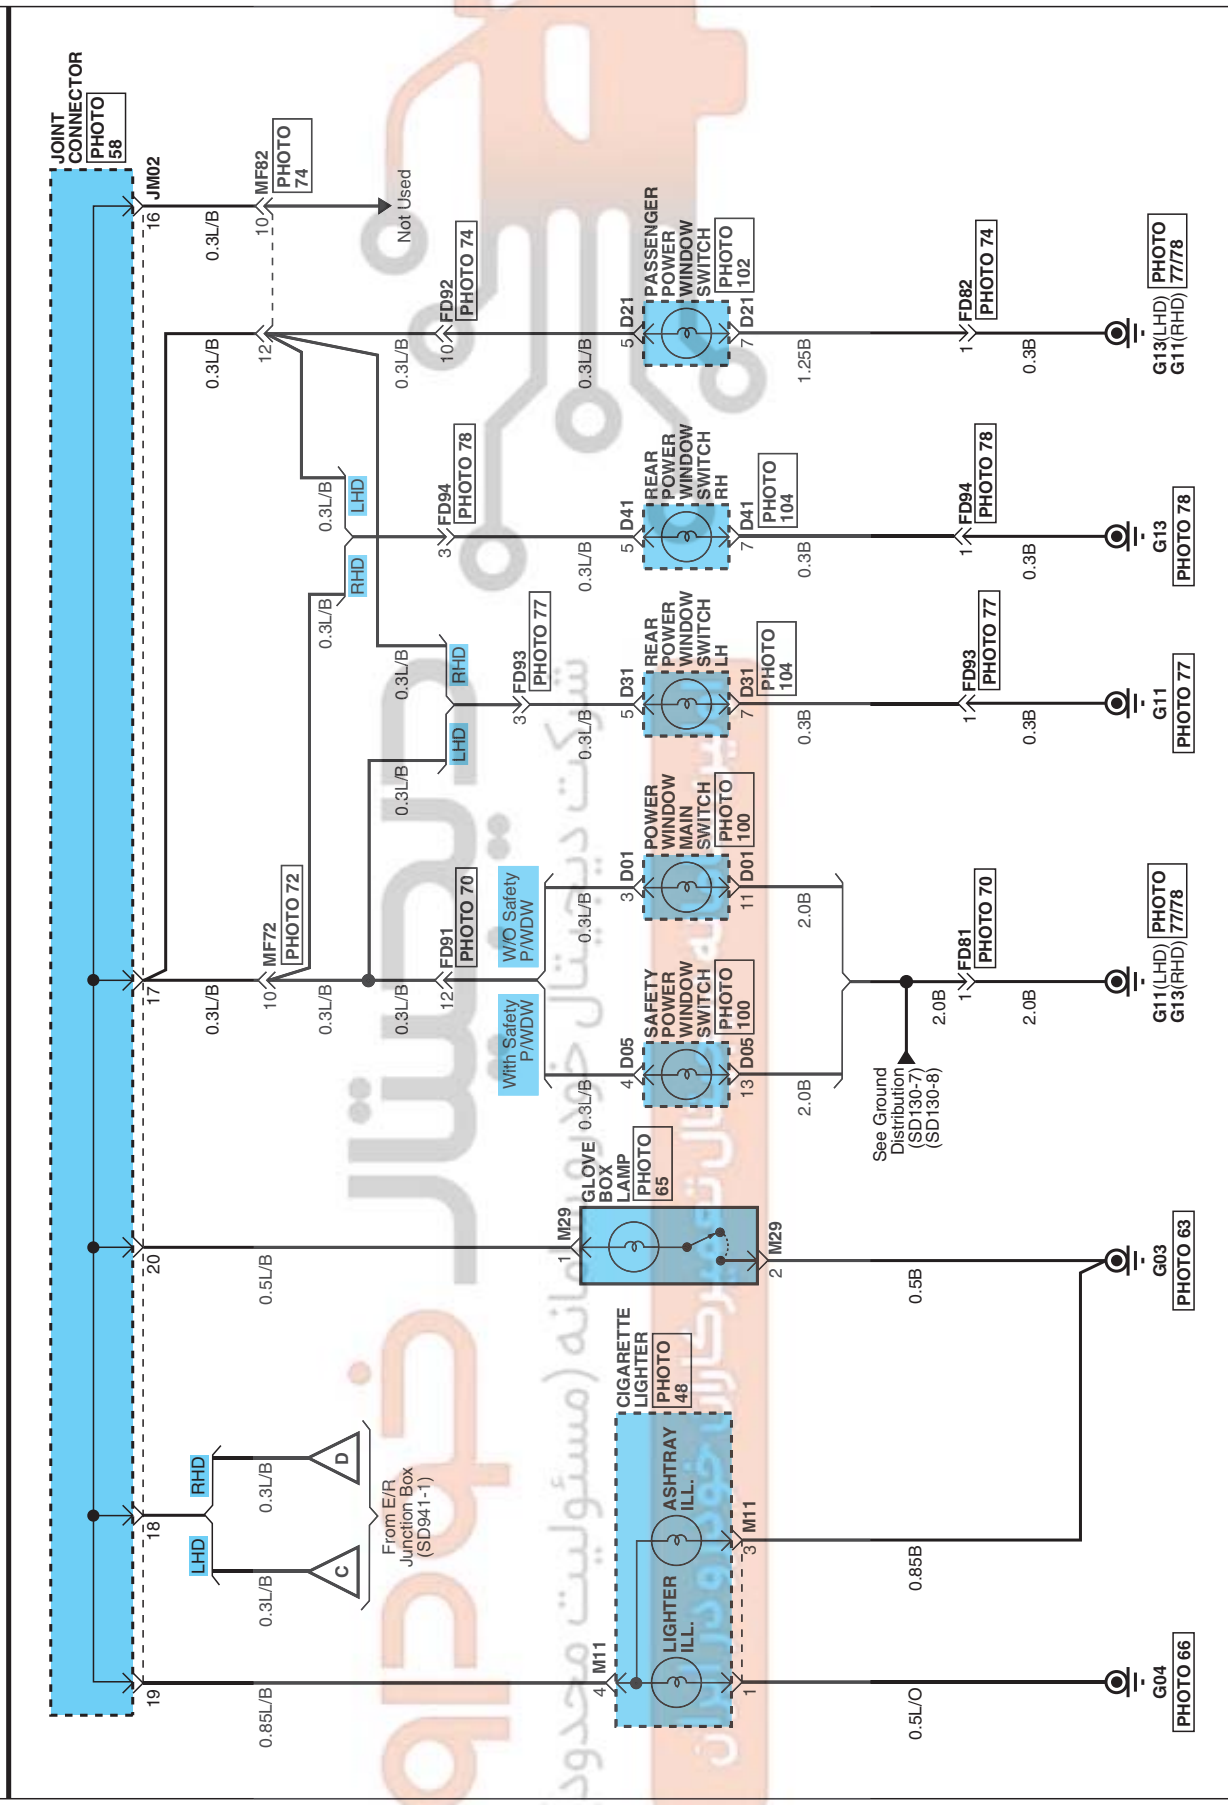 JOINT
CONNECTOR
PHOTO
58
19
18
20
17
16
JM02
0.85L/B
LHD
RHD
0.3L/B
0.3L/B
C
D
From E/R
Junction Box
(SD941-1)
0.5L/B
0.3L/B
0.3L/B
0.3L/B
10
MF72
PHOTO 72
12
10
MF82
PHOTO
74
Not Used
0.3L/B
0.3L/B
RHD
0.3L/B
LHD
0.3L/B
0.3L/B
LHD
0.3L/B
RHD
0.3L/B
12
FD91
PHOTO 70
3
FD93
PHOTO 77
3
FD94
PHOTO 78
10
FD92
PHOTO 74
With Safety
P/WDW
W/O Safety
P/WDW
0.3L/B
0.3L/B
0.3L/B
0.3L/B
0.3L/B
4
M11
CIGARETTE
LIGHTER
PHOTO
48
LIGHTER
ILL.
ASHTRAY
ILL.
1
3
M11
1
M29
GLOVE
BOX
LAMP
PHOTO
65
2
M29
4
D05
SAFETY
POWER
WINDOW
SWITCH
PHOTO
100
13
D05
3
D01
POWER
WINDOW
MAIN
SWITCH
PHOTO
100
11
D01
5
D31
REAR
POWER
WINDOW
SWITCH
LH
PHOTO
104
7
D31
5
D41
REAR
POWER
WINDOW
SWITCH
RH
PHOTO
104
7
D41
5
D21
PASSENGER
POWER
WINDOW
SWITCH
PHOTO
102
7
D21
2.0B
2.0B
0.3B
0.3B
1.25B
0.5L/O
0.85B
0.5B
See Ground
Distribution
(SD130-7)
(SD130-8)
2.0B
1
FD81
PHOTO 70
1
FD93
PHOTO 77
1
FD94
PHOTO 78
1
FD82
PHOTO 74
2.0B
0.3B
0.3B
0.3B
G04
PHOTO 66
G03
PHOTO 63
G11(LHD)
G13(RHD)
PHOTO
77/78
G11
PHOTO 77
G13
PHOTO 78
G13(LHD)
G11(RHD)
PHOTO
77/78
شرکت دیجیتال خودرو سامانه (مسئولیت محدود)